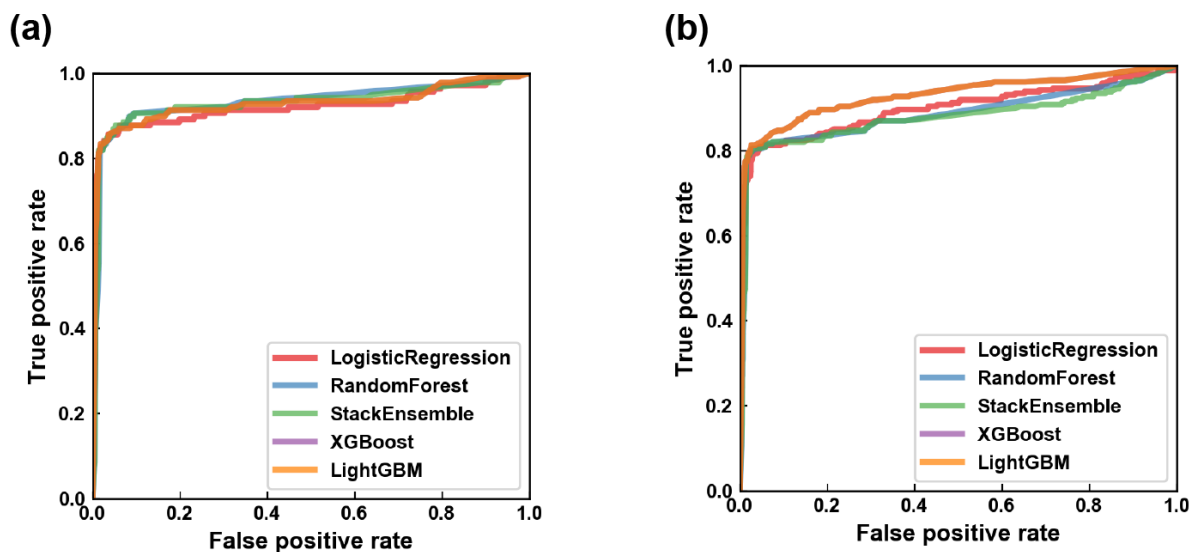 (a)
1.0
0.8
0.6
0.4
0.2
0.0
True positive rate
LogisticRegression
RandomForest
StackEnsemble
XGBoost
LightGBM
0.0 0.2 0.4 0.6 0.8 1.0
False positive rate
(b)
1.0
0.8
0.6
0.4
0.2
0.0
True positive rate
LogisticRegression
RandomForest
StackEnsemble
XGBoost
LightGBM
0.0 0.2 0.4 0.6 0.8 1.0
False positive rate